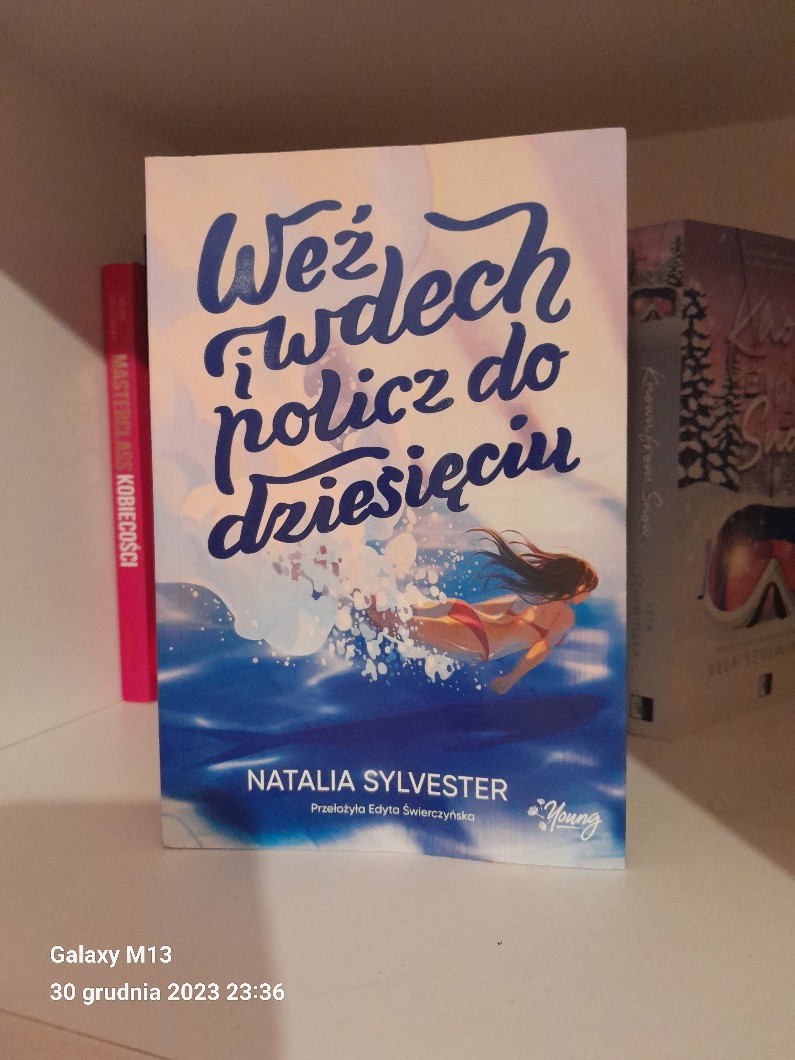 Weź
wdech
i
policz do
dziesięciu
NATALIA SYLVESTER
Przełożyła Edyta Świerczyńska
Young
MASTERCLASS KOBIECOŚCI
Galaxy M13
30 grudnia 2023 23:36